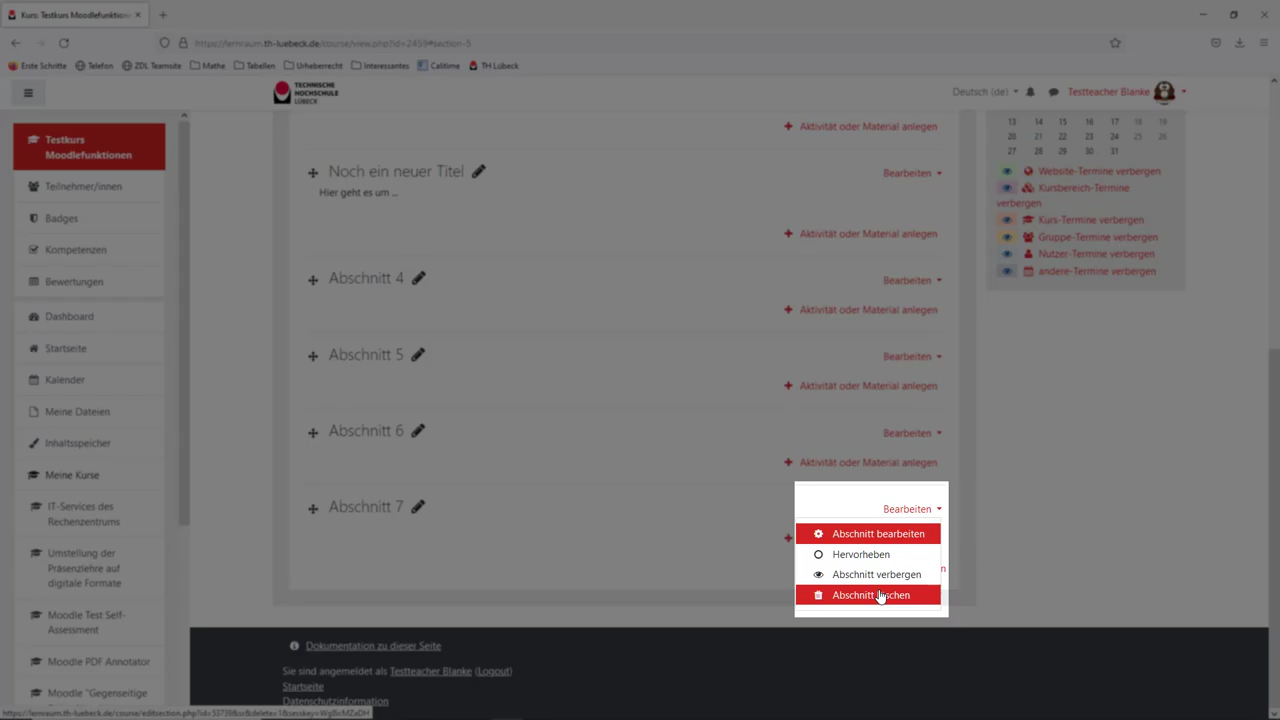 Kurs: Testkurs Moodlefunktion
https://lernraum.th-luebeck.de/course/view.php?id=2459#section-5
Erste Schritte
Telefon
ZDL Teamsite
Mathe
Tabellen
Urheberrecht
Interessantes
Calitime
TH Lübeck
TECHNISCHE
HOCHSCHULE
LÜBECK
Deutsch (de)
Testteacher Blanke
Testkurs
Moodlefunktionen
Teilnehmer/innen
Badges
Kompetenzen
Bewertungen
Dashboard
Startseite
Kalender
Meine Dateien
Inhaltsspeicher
Meine Kurse
IT-Services des
Rechenzentrums
Umstellung der
Präsenzlehre auf
digitale Formate
Moodle Test Self-
Assessment
Moodle PDF Annotator
Moodle "Gegenseitige
Aktivität oder Material anlegen
Noch ein neuer Titel
Bearbeiten
Hier geht es um ...
Aktivität oder Material anlegen
Abschnitt 4
Bearbeiten
Aktivität oder Material anlegen
Abschnitt 5
Bearbeiten
Aktivität oder Material anlegen
Abschnitt 6
Bearbeiten
Aktivität oder Material anlegen
Abschnitt 7
Bearbeiten
Abschnitt bearbeiten
Hervorheben
Abschnitt verbergen
Abschnitt löschen
13 14 15 16 17 18 19
20 21 22 23 24 25 26
27 28 29 30 31
Website-Termine verbergen
Kursbereich-Termine
verbergen
Kurs-Termine verbergen
Gruppe-Termine verbergen
Nutzer-Termine verbergen
andere-Termine verbergen
Dokumentation zu dieser Seite
Sie sind angemeldet als Testteacher Blanke (Logout)
Startseite
Datenschutzinformation